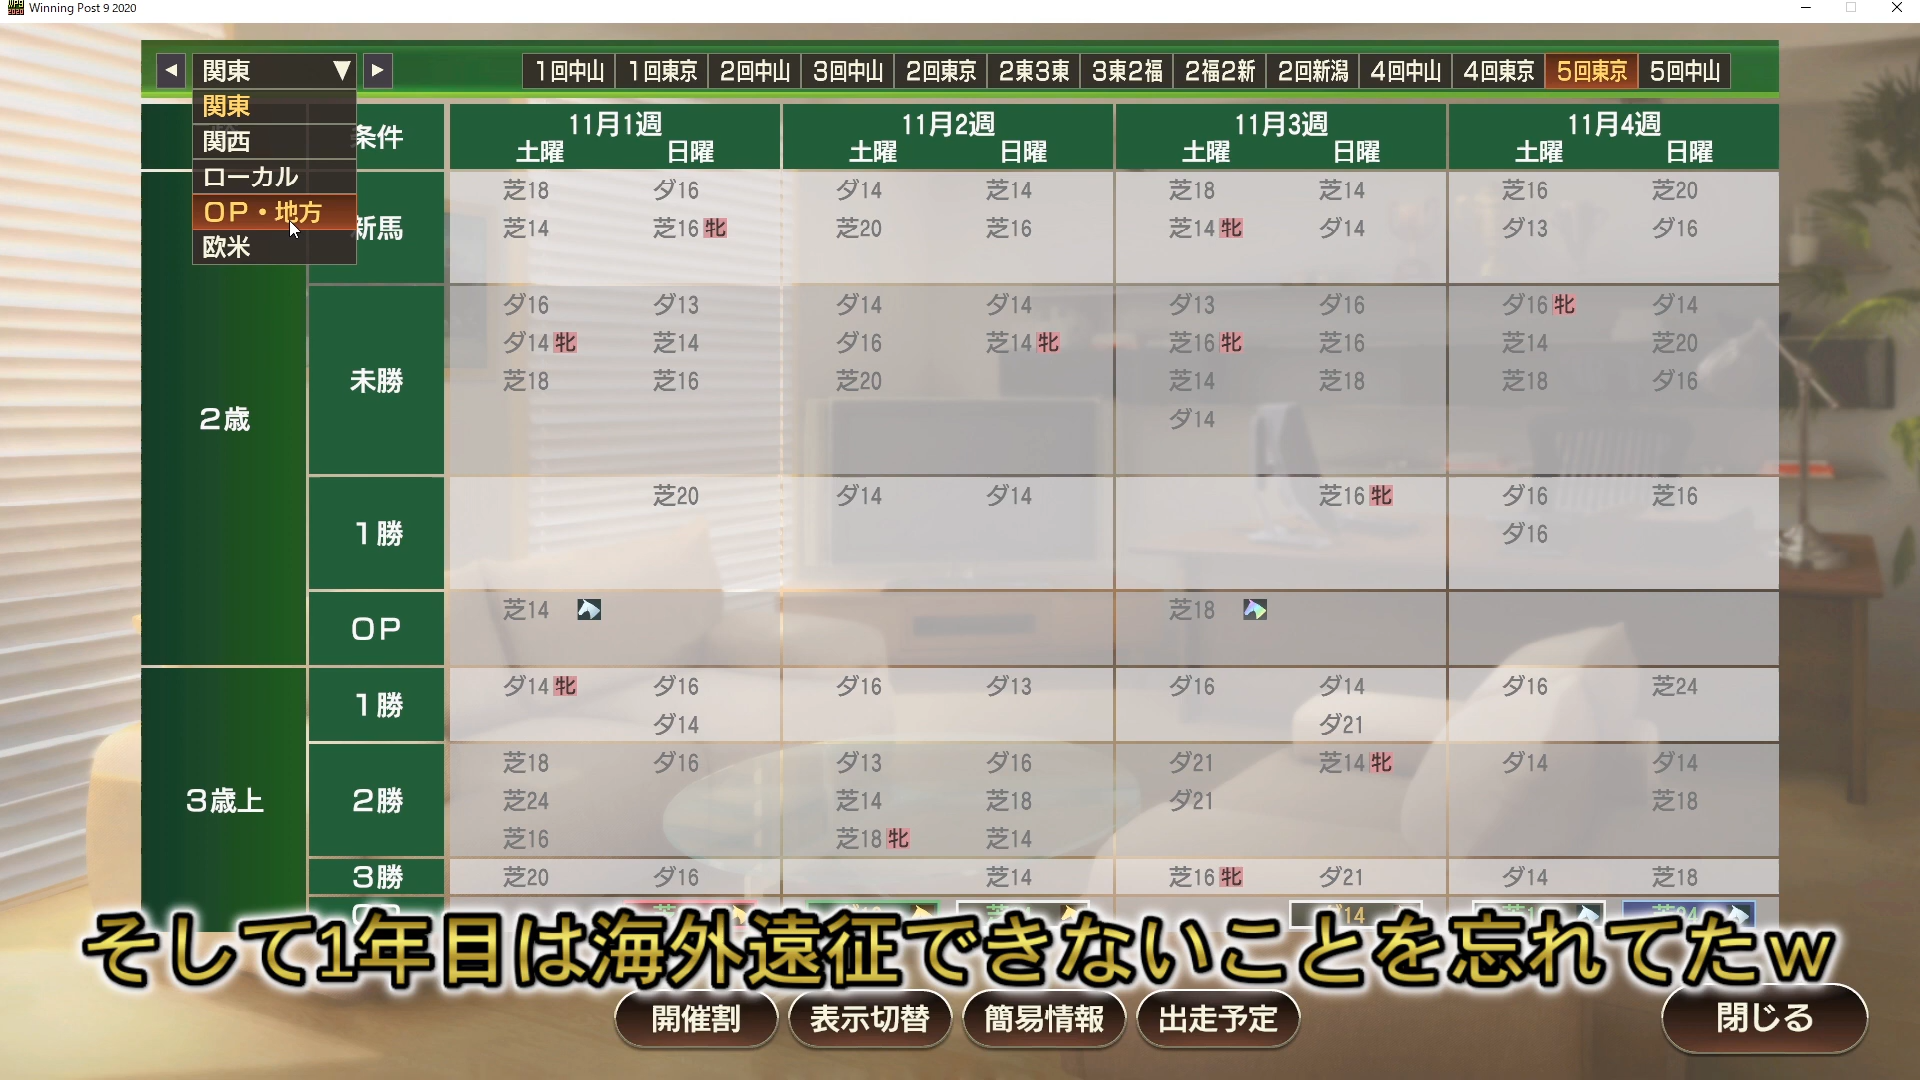 Winning Post 9 2020
関東 ▼
1回中山 1回東京 2回中山 3回中山 2回東京 2東3東 3東2福 2福2新 2回新潟 4回中山 4回東京 5回東京 5回中山
関東
関西
ローカル
OP・地方
欧米
条件 11月1週 11月2週 11月3週 11月4週
土曜 日曜 土曜 日曜 土曜 日曜 土曜 日曜
2歳
新馬
芝18 ダ16 ダ14 芝14 芝18 芝14 芝16 芝20
芝14 芝16牝 芝20 芝16 芝14牝 ダ14 ダ13 ダ16
未勝
ダ16 ダ13 ダ14 ダ14 ダ13 ダ16 ダ16牝 ダ14
ダ14牝 芝14 ダ16 芝14牝 芝16牝 芝16 芝14 芝20
芝18 芝16 芝20 芝14 芝18 芝18 ダ16
ダ14
1勝
芝20 ダ14 ダ14 芝16牝 ダ16 芝16
ダ16
OP
芝14 芝18
3歳上
1勝
ダ14牝 ダ16 ダ16 ダ13 ダ16 ダ14 ダ16 芝24
ダ14 ダ21
2勝
芝18 ダ16 ダ13 ダ16 ダ21 芝14牝 ダ14 ダ14
芝24 芝14 芝18 ダ21 芝18
芝16 芝18牝 芝14
3勝
芝20 ダ16 芝14 芝16牝 ダ21 ダ14 芝18
そして1年目は海外遠征できないことを忘れてたw
開催割 表示切替 簡易情報 出走予定 閉じる